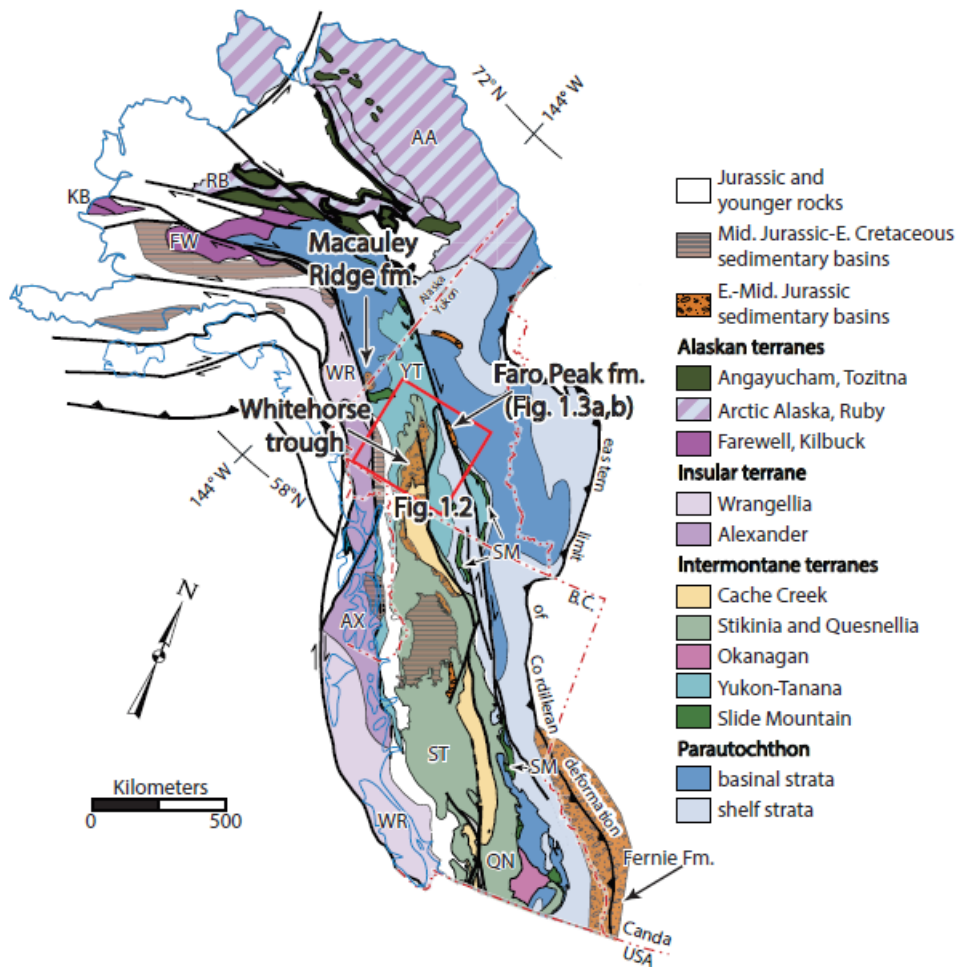 72° N
144° W
AA
RB
KB
FW
Macauley
Ridge fm.
Alaska
Yukon
WR
YT
Faro Peak fm.
(Fig. 1.3a,b)
Whitehorse
trough
144° W
58°N
Fig. 1.2
SM
eastern
limit
of
Cordilleran
deformation
B.C.
N
AX
ST
SM
WR
QN
Fernie Fm.
Canda
USA
Kilometers
0
500
Jurassic and
younger rocks
Mid. Jurassic-E. Cretaceous
sedimentary basins
E.-Mid. Jurassic
sedimentary basins
Alaskan terranes
Angayucham, Tozitna
Arctic Alaska, Ruby
Farewell, Kilbuck
Insular terrane
Wrangellia
Alexander
Intermontane terranes
Cache Creek
Stikinia and Quesnellia
Okanagan
Yukon-Tanana
Slide Mountain
Parautochthon
basinal strata
shelf strata